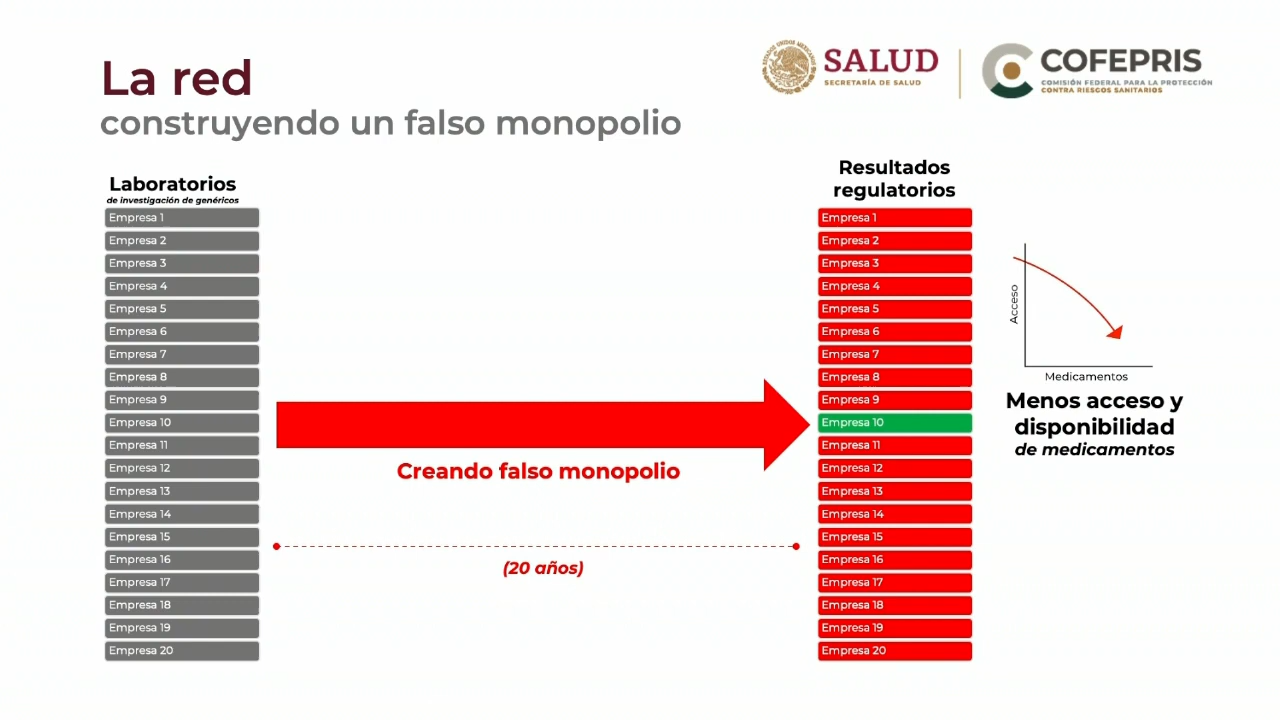 La red
construyendo un falso monopolio
SALUD
SECRETARÍA DE SALUD
COFEPRIS
COMISIÓN FEDERAL PARA LA PROTECCIÓN
CONTRA RIESGOS SANITARIOS
Laboratorios
de investigación de genéricos
Empresa 1
Empresa 2
Empresa 3
Empresa 4
Empresa 5
Empresa 6
Empresa 7
Empresa 8
Empresa 9
Empresa 10
Empresa 11
Empresa 12
Empresa 13
Empresa 14
Empresa 15
Empresa 16
Empresa 17
Empresa 18
Empresa 19
Empresa 20
Creando falso monopolio
(20 años)
Resultados
regulatorios
Empresa 1
Empresa 2
Empresa 3
Empresa 4
Empresa 5
Empresa 6
Empresa 7
Empresa 8
Empresa 9
Empresa 10
Empresa 11
Empresa 12
Empresa 13
Empresa 14
Empresa 15
Empresa 16
Empresa 17
Empresa 18
Empresa 19
Empresa 20
Acceso
Medicamentos
Menos acceso y
disponibilidad
de medicamentos